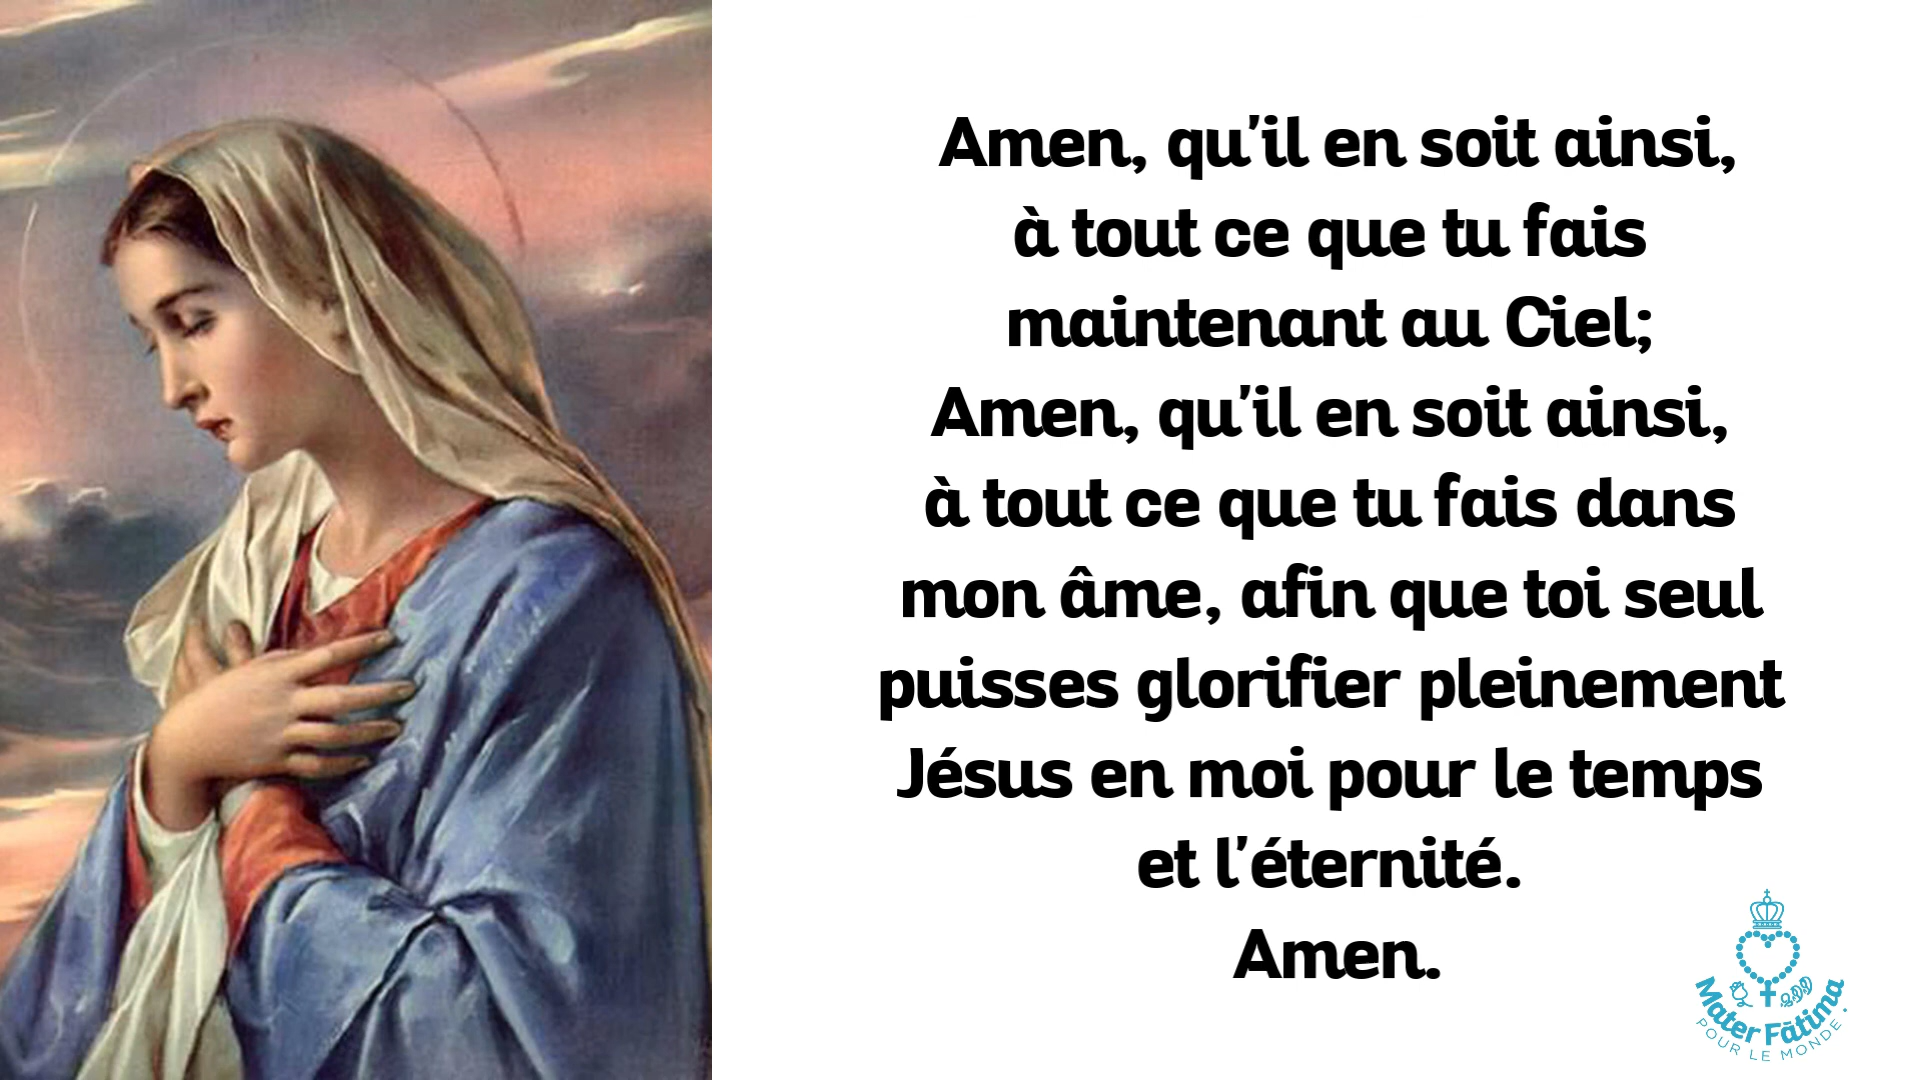 Amen, qu'il en soit ainsi,
à tout ce que tu fais
maintenant au Ciel;
Amen, qu'il en soit ainsi,
à tout ce que tu fais dans
mon âme, afin que toi seul
puisses glorifier pleinement
Jésus en moi pour le temps
et l'éternité.
Amen.
Mater Fătima
POUR LE MONDE.